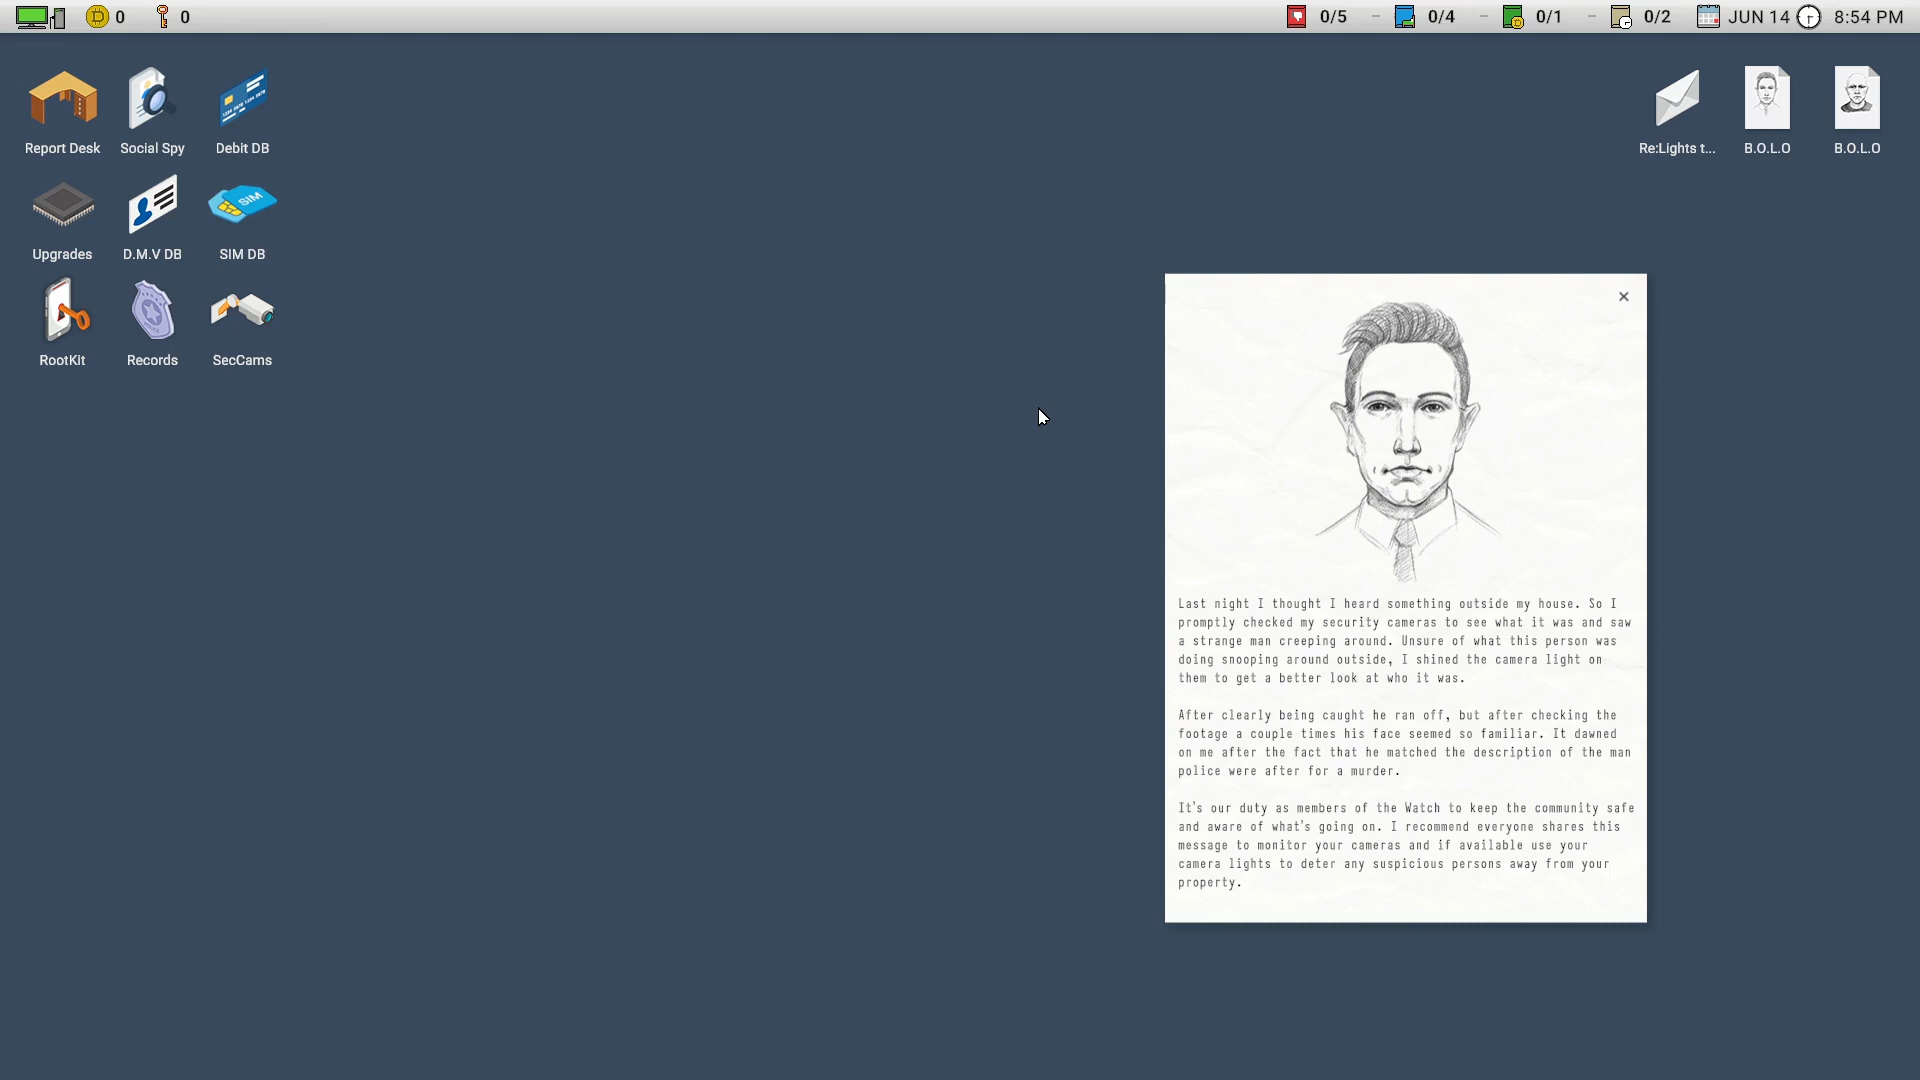 0
0
0/5
0/4
0/1
0/2
JUN 14
8:54 PM
Report Desk
Social Spy
Debit DB
Re:Lights t...
B.O.L.O
B.O.L.O
SIM
Upgrades
D.M.V DB
SIM DB
RootKit
Records
SecCams
Last night I thought I heard something outside my house. So I
promptly checked my security cameras to see what it was and saw
a strange man creeping around. Unsure of what this person was
doing snooping around outside, I shined the camera light on
them to get a better look at who it was.
After clearly being caught he ran off, but after checking the
footage a couple times his face seemed so familiar. It dawned
on me after the fact that he matched the description of the man
police were after for a murder.
It's our duty as members of the Watch to keep the community safe
and aware of what's going on. I recommend everyone shares this
message to monitor your cameras and if available use your
camera lights to deter any suspicious persons away from your
property.